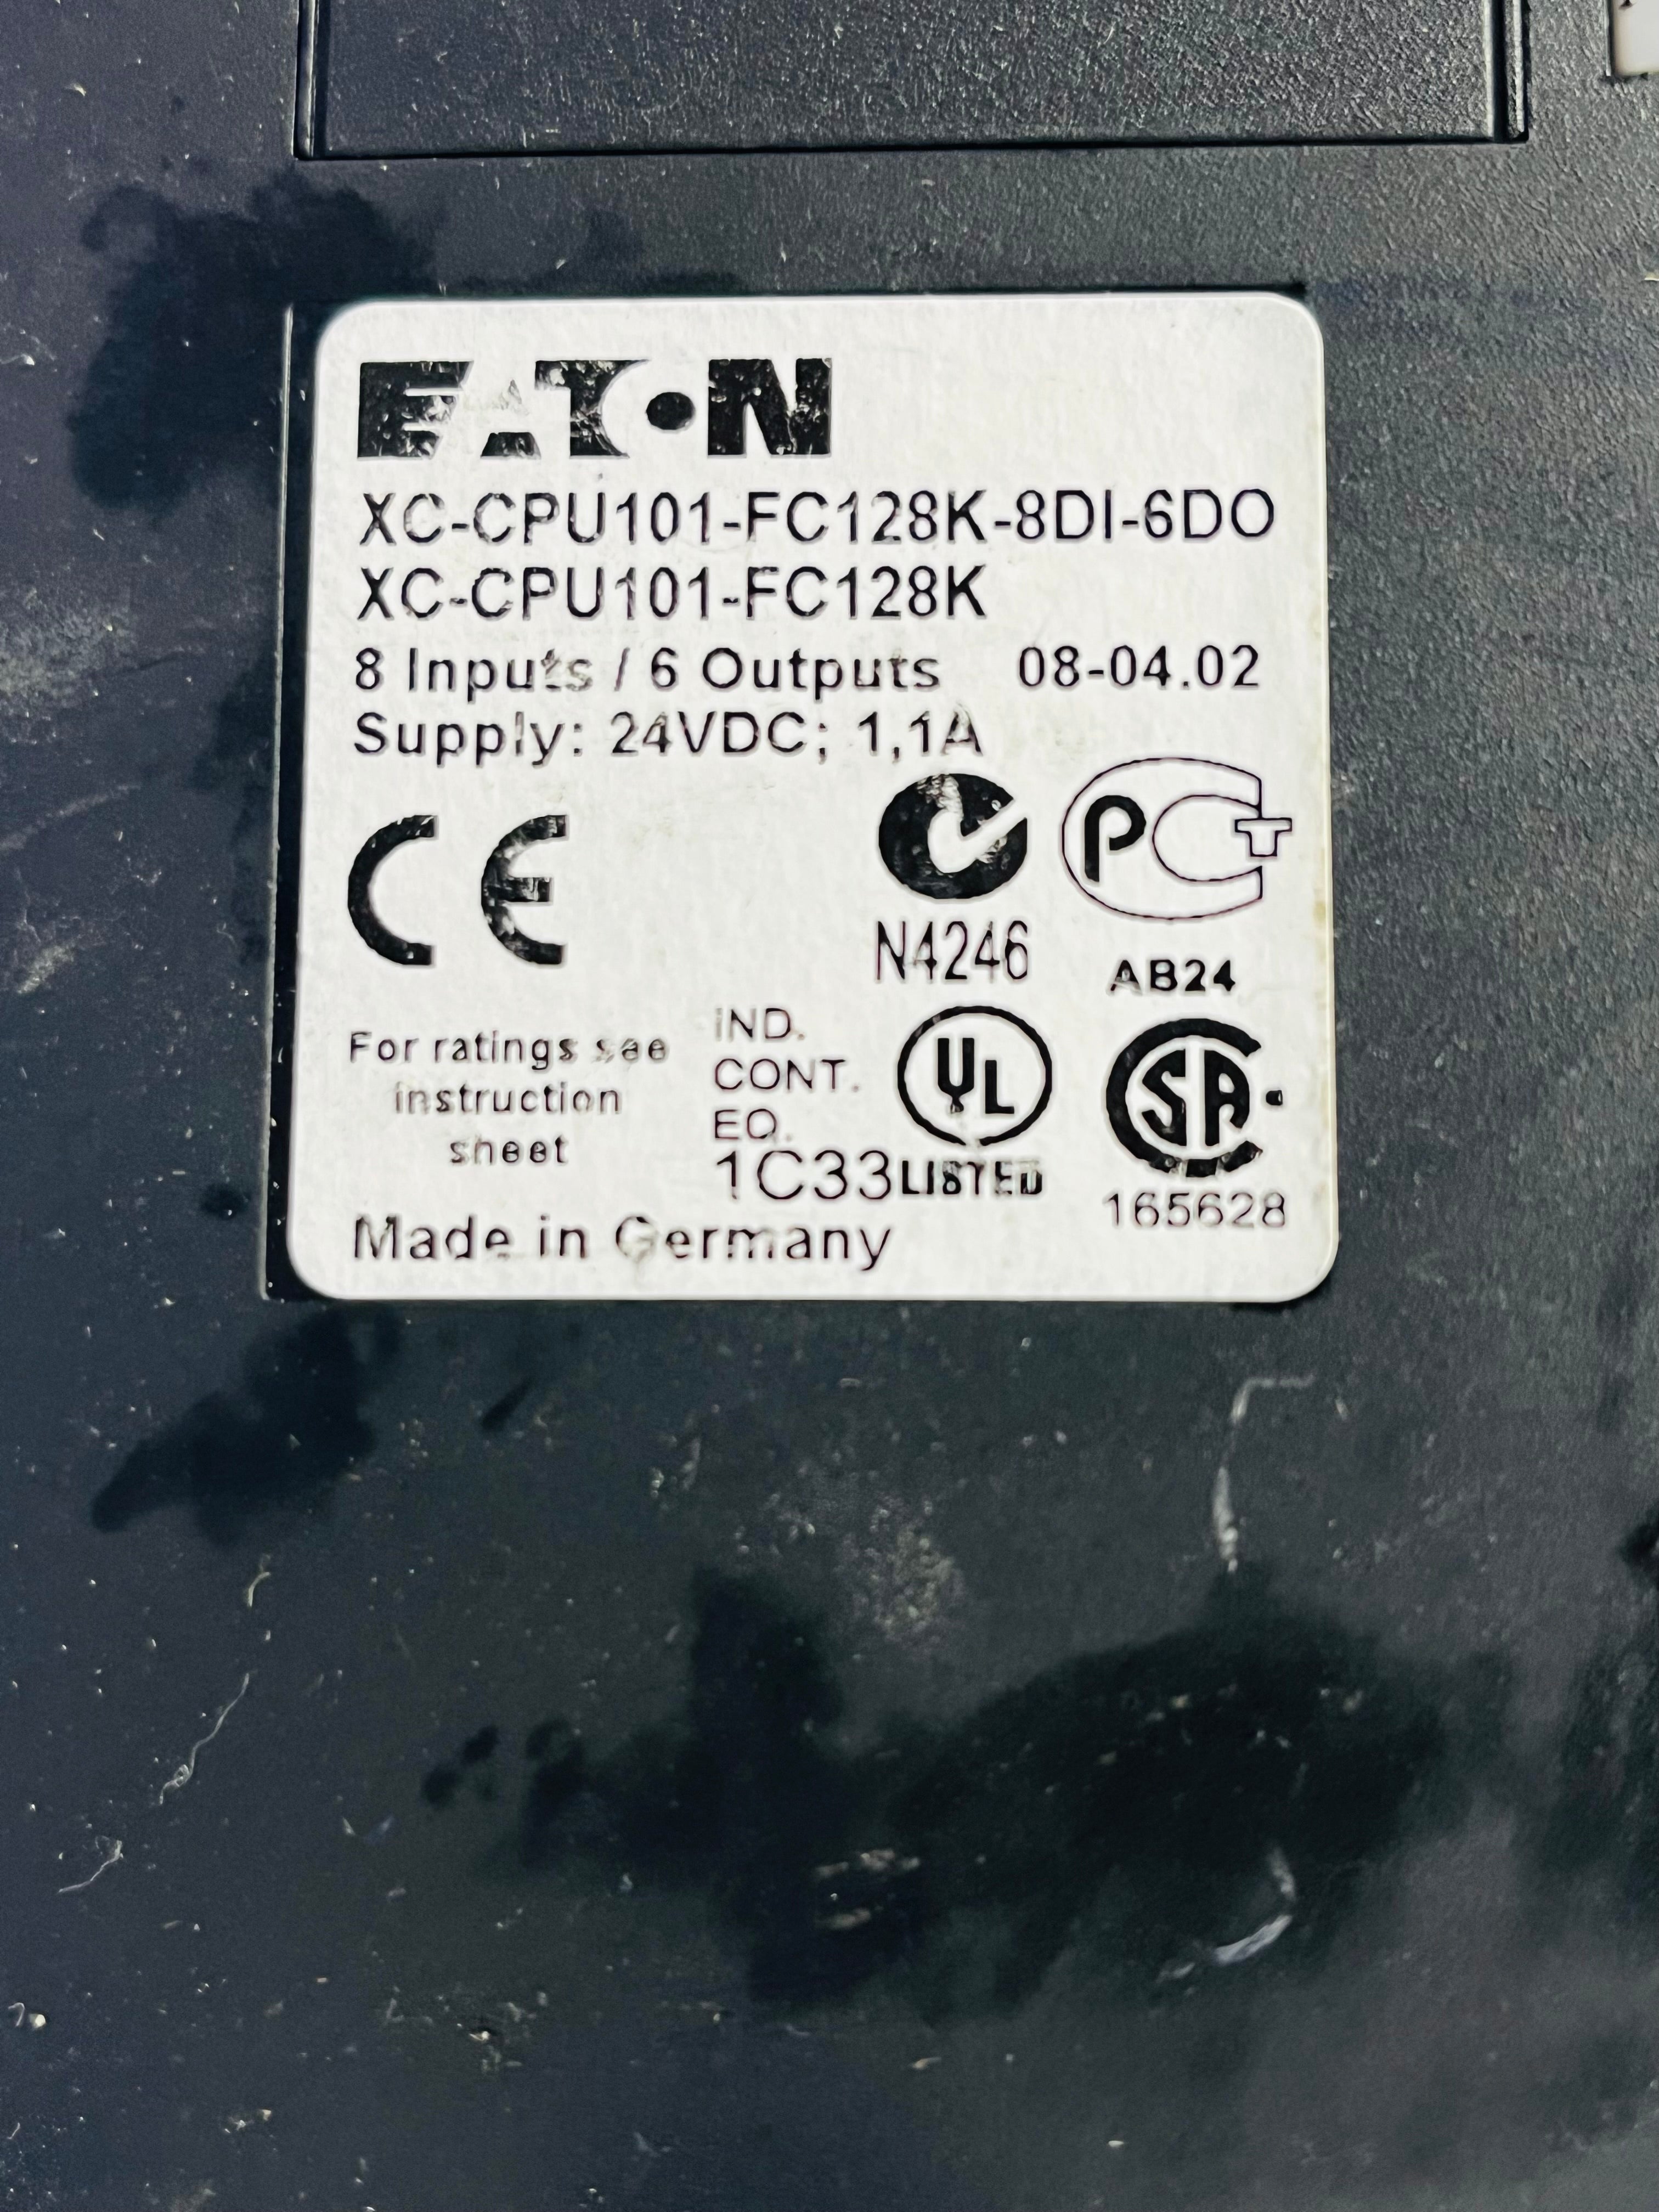 EATON
XC-CPU101-FC128K-8DI-6DO
XC-CPU101-FC128K
8 Inputs / 6 Outputs 08-04.02
Supply: 24VDC; 1,1A
CE
PCT
N4246
AB24
For ratings see
instruction
sheet
IND.
CONT.
EQ.
1C33
UL
LISTED
SA
165628
Made in Germany